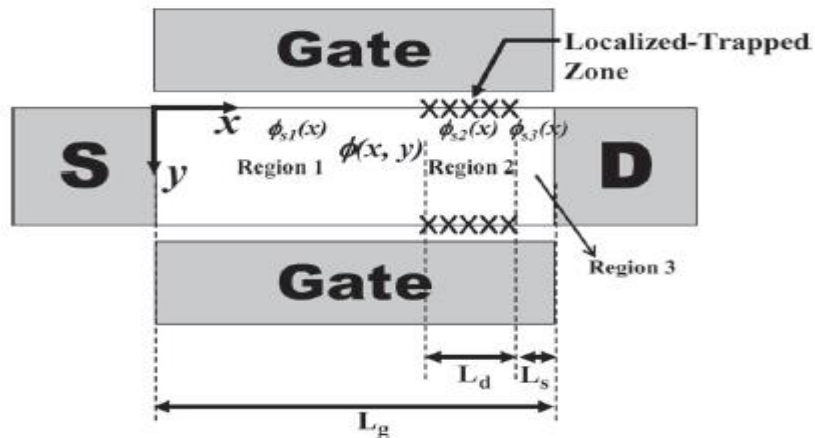 Gate
Localized-Trapped
Zone
x
ϕs1(x)
ϕs2(x)
ϕs3(x)
S
y
Region 1
ϕ(x, y)
Region 2
D
Gate
Region 3
Ld
Ls
Lg